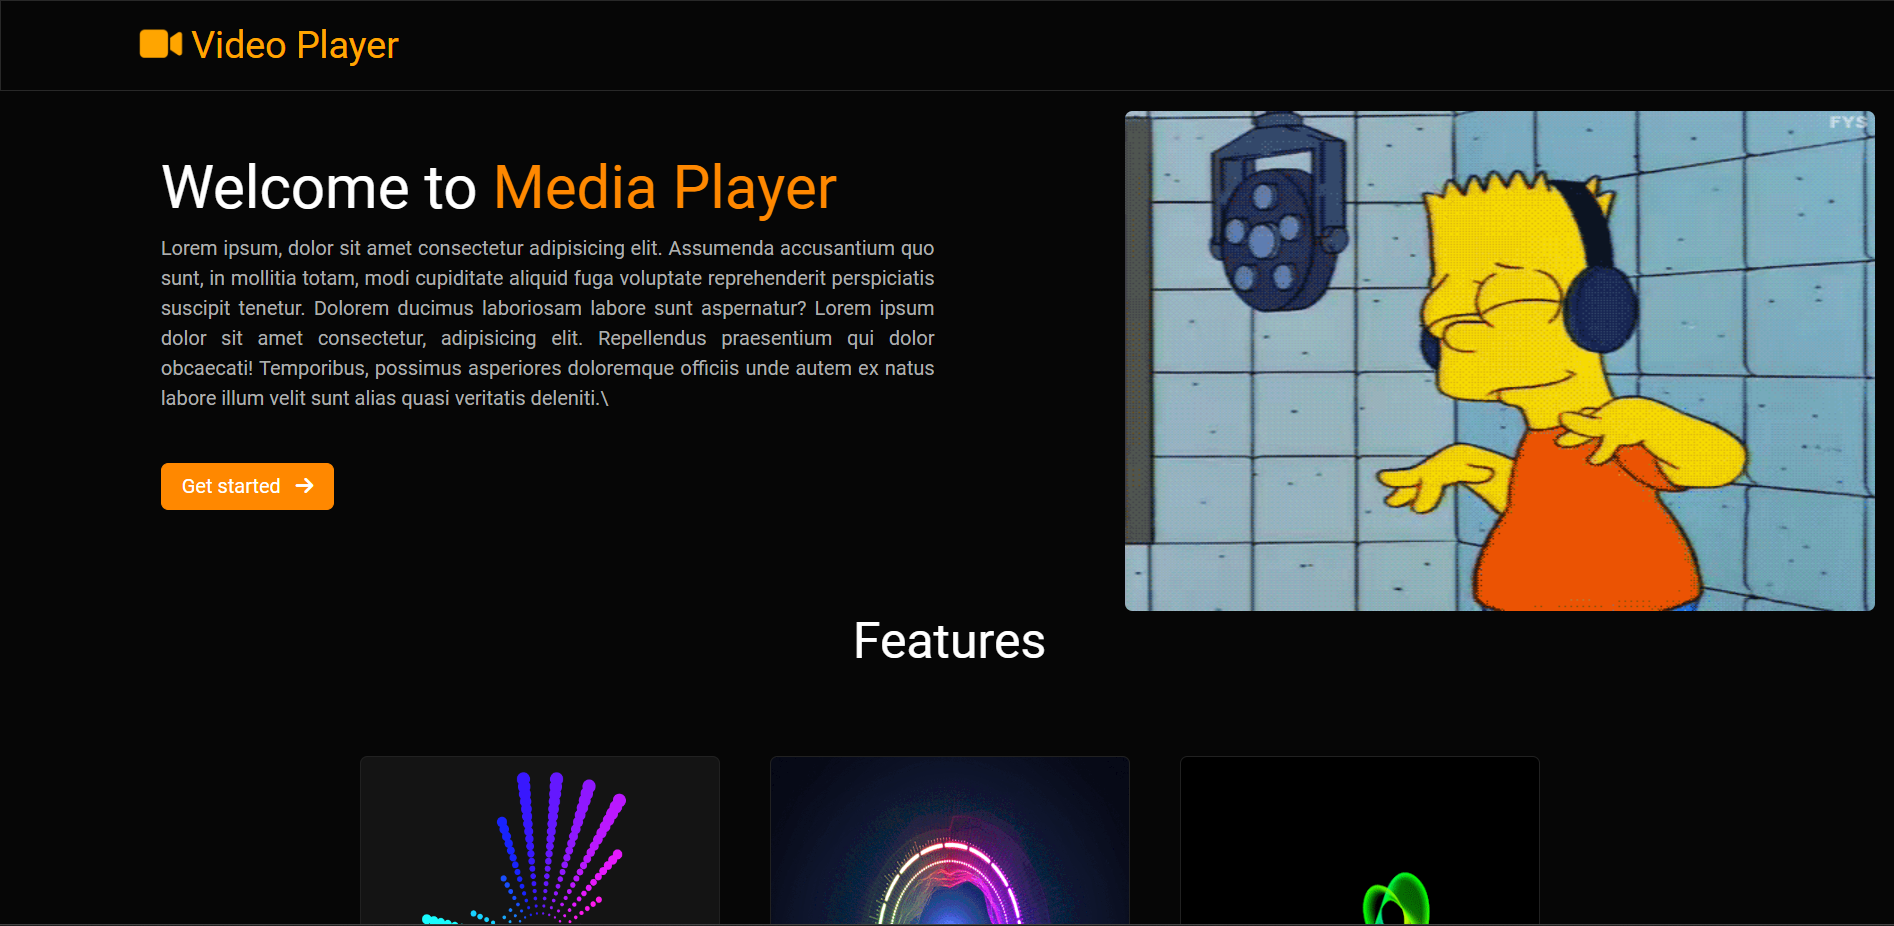 Video Player
FYS
Welcome to Media Player
Lorem ipsum, dolor sit amet consectetur adipisicing elit. Assumenda accusantium quo
sunt, in mollitia totam, modi cupiditate aliquid fuga voluptate reprehenderit perspiciatis
suscipit tenetur. Dolorem ducimus laboriosam labore sunt aspernatur? Lorem ipsum
dolor sit amet consectetur, adipisicing elit. Repellendus praesentium qui dolor
obcaecati! Temporibus, possimus asperiores doloremque officiis unde autem ex natus
labore illum velit sunt alias quasi veritatis deleniti.\
Get started
Features